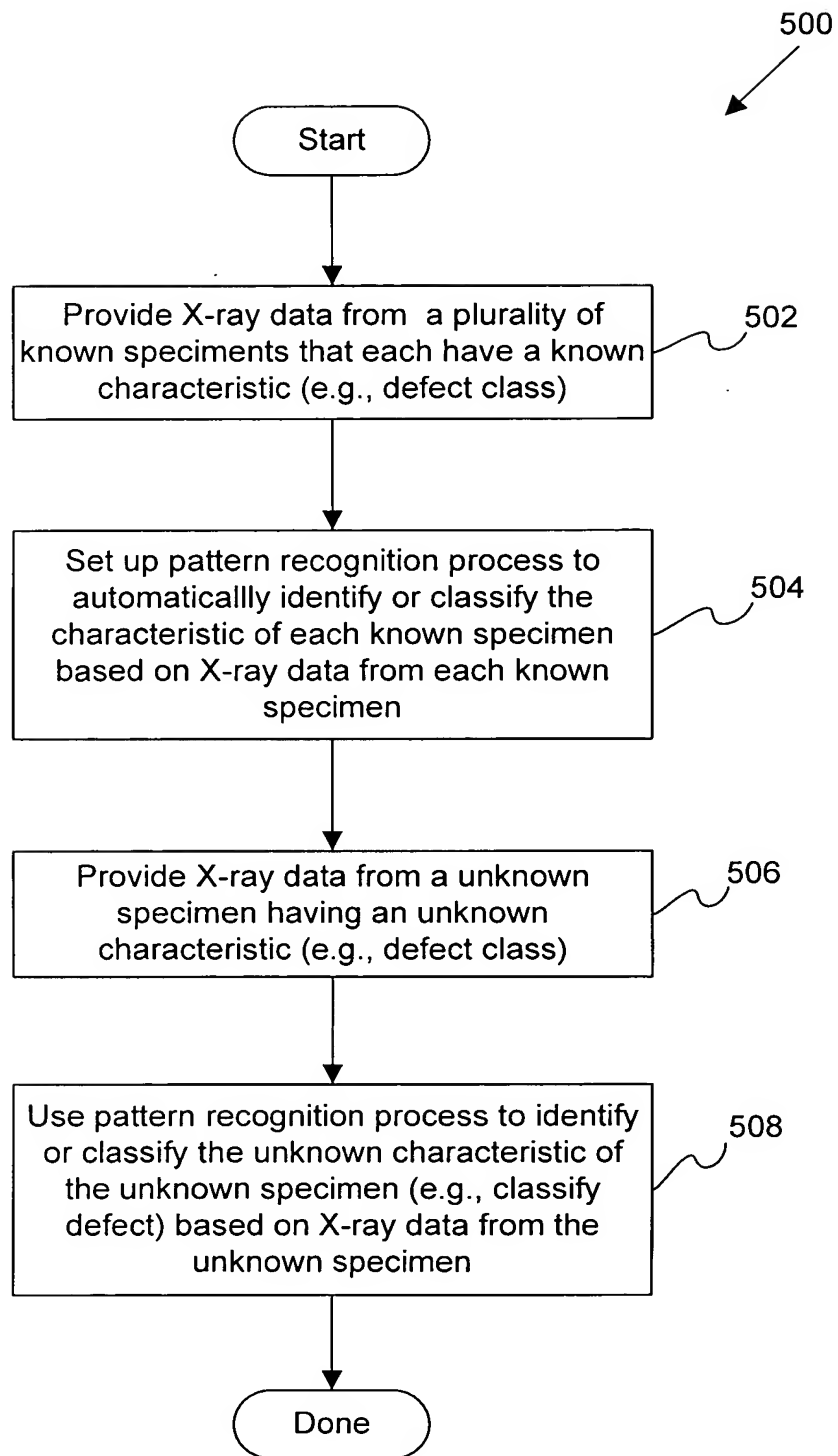 500
Start
Provide X-ray data from a plurality of
known speciments that each have a known
characteristic (e.g., defect class)
502
Set up pattern recognition process to
automaticallly identify or classify the
characteristic of each known specimen
based on X-ray data from each known
specimen
504
Provide X-ray data from a unknown
specimen having an unknown
characteristic (e.g., defect class)
506
Use pattern recognition process to identify
or classify the unknown characteristic of
the unknown specimen (e.g., classify
defect) based on X-ray data from the
unknown specimen
508
Done